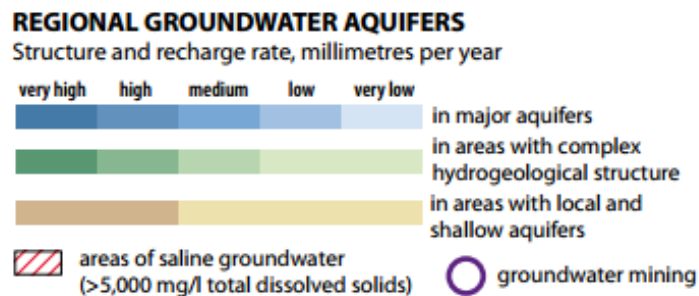 REGIONAL GROUNDWATER AQUIFERS
Structure and recharge rate, millimetres per year
very high high medium low very low
in major aquifers
in areas with complex
hydrogeological structure
in areas with local and
shallow aquifers
areas of saline groundwater
(>5,000 mg/l total dissolved solids)
groundwater mining